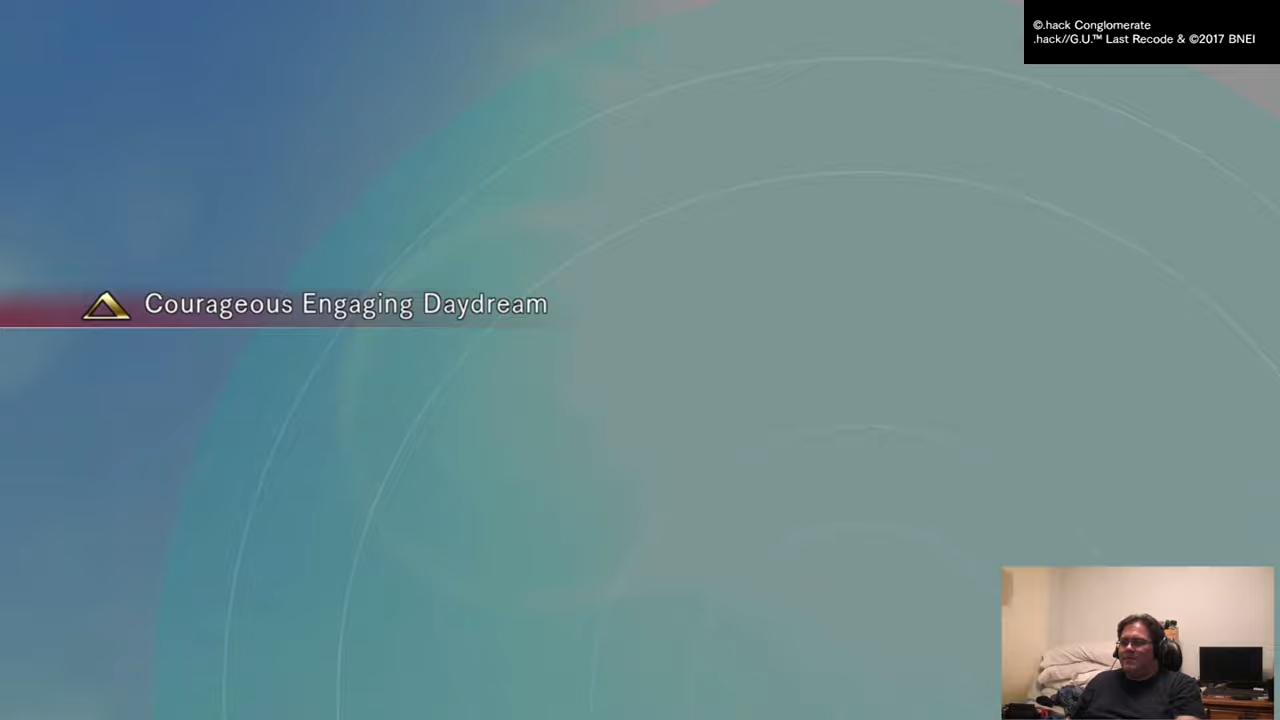 ©.hack Conglomerate
.hack//G.U.™ Last Recode & ©2017 BNEI
Courageous Engaging Daydream